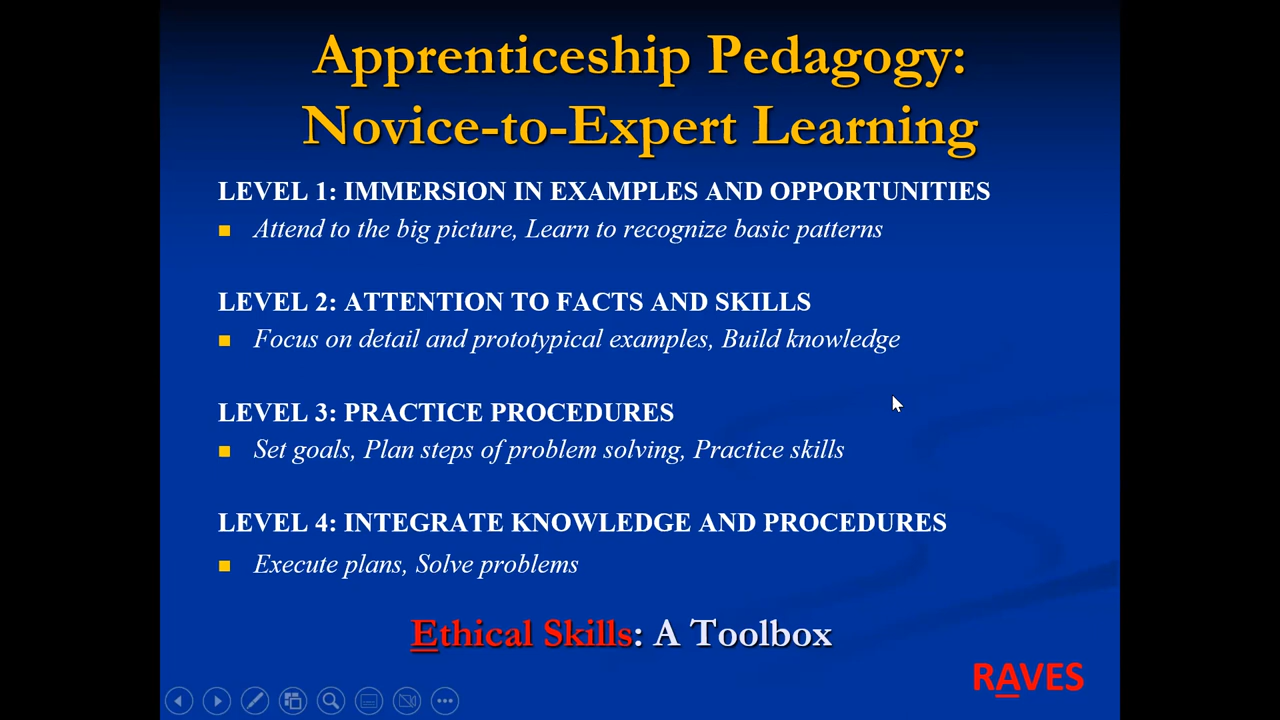 Apprenticeship Pedagogy:
Novice-to-Expert Learning
LEVEL 1: IMMERSION IN EXAMPLES AND OPPORTUNITIES
Attend to the big picture, Learn to recognize basic patterns
LEVEL 2: ATTENTION TO FACTS AND SKILLS
Focus on detail and prototypical examples, Build knowledge
LEVEL 3: PRACTICE PROCEDURES
Set goals, Plan steps of problem solving, Practice skills
LEVEL 4: INTEGRATE KNOWLEDGE AND PROCEDURES
Execute plans, Solve problems
Ethical Skills: A Toolbox
RAVES